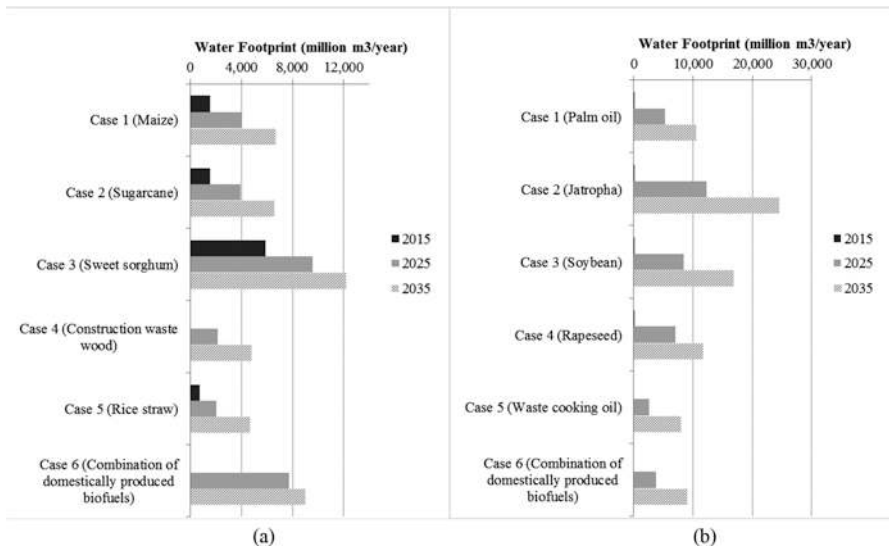 Water Footprint (million m3/year)
0 4,000 8,000 12,000
Case 1 (Maize)
Case 2 (Sugarcane)
Case 3 (Sweet sorghum)
Case 4 (Construction waste
wood)
Case 5 (Rice straw)
Case 6 (Combination of
domestically produced
biofuels)
2015
2025
2035
(a)
Water Footprint (million m3/year)
0 10,000 20,000 30,000
Case 1 (Palm oil)
Case 2 (Jatropha)
Case 3 (Soybean)
Case 4 (Rapeseed)
Case 5 (Waste cooking oil)
Case 6 (Combination of
domestically produced
biofuels)
2015
2025
2035
(b)